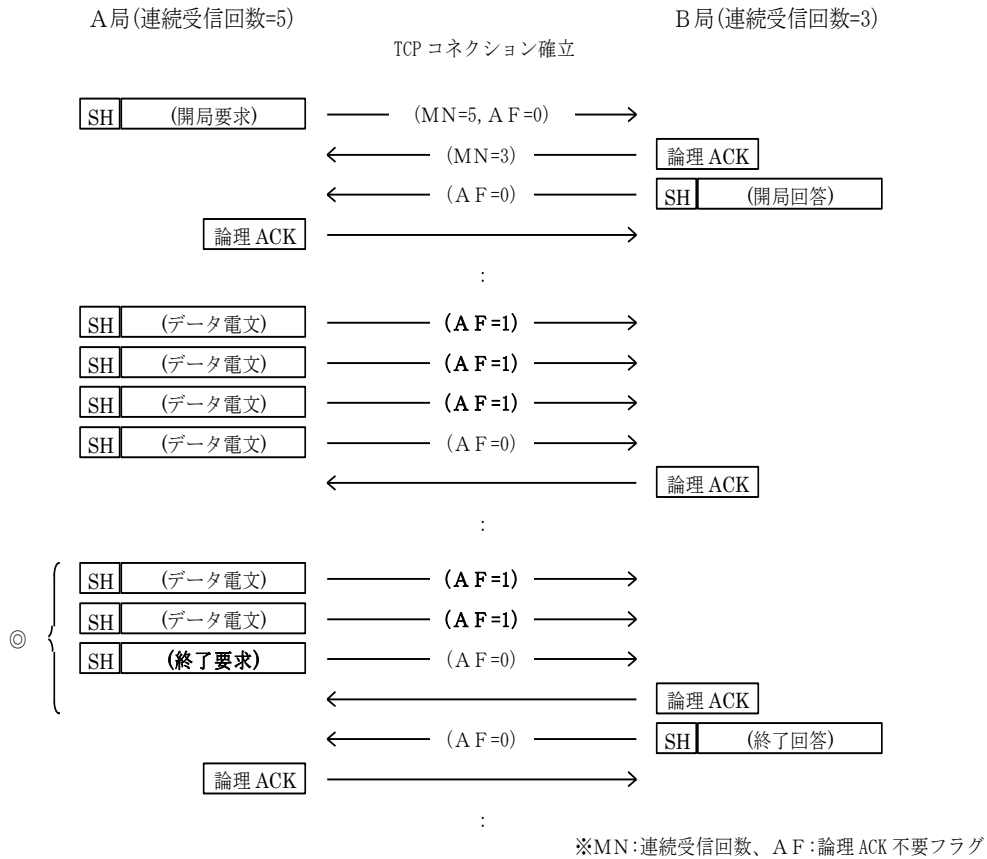 A局(連続受信回数=5) B局(連続受信回数=3)
TCP コネクション確立
SH (開局要求) (MN=5, AF=0)
(MN=3) 論理 ACK
(AF=0) SH (開局回答)
論理 ACK
:
SH (データ電文) (AF=1)
SH (データ電文) (AF=1)
SH (データ電文) (AF=1)
SH (データ電文) (AF=0)
論理 ACK
:
SH (データ電文) (AF=1)
SH (データ電文) (AF=1)
◎ SH (終了要求) (AF=0)
論理 ACK
(AF=0) SH (終了回答)
論理 ACK
:
※MN:連続受信回数、AF:論理 ACK 不要フラグ